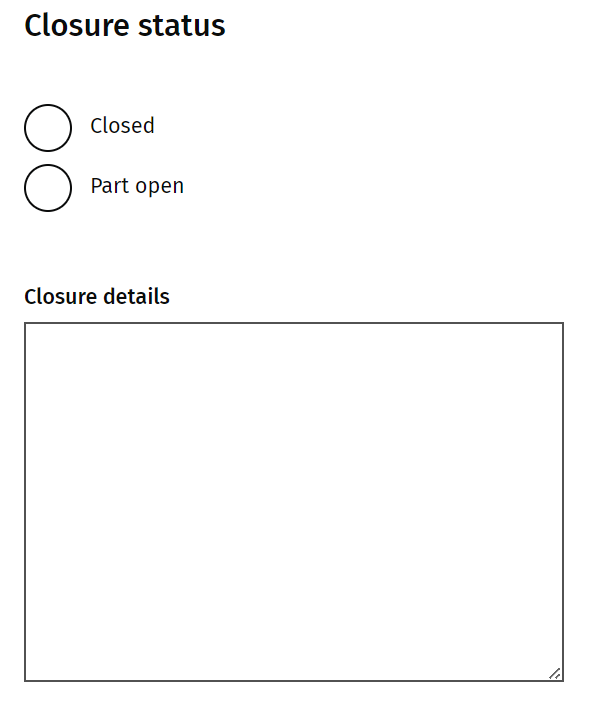 Closure status
Closed
Part open
Closure details